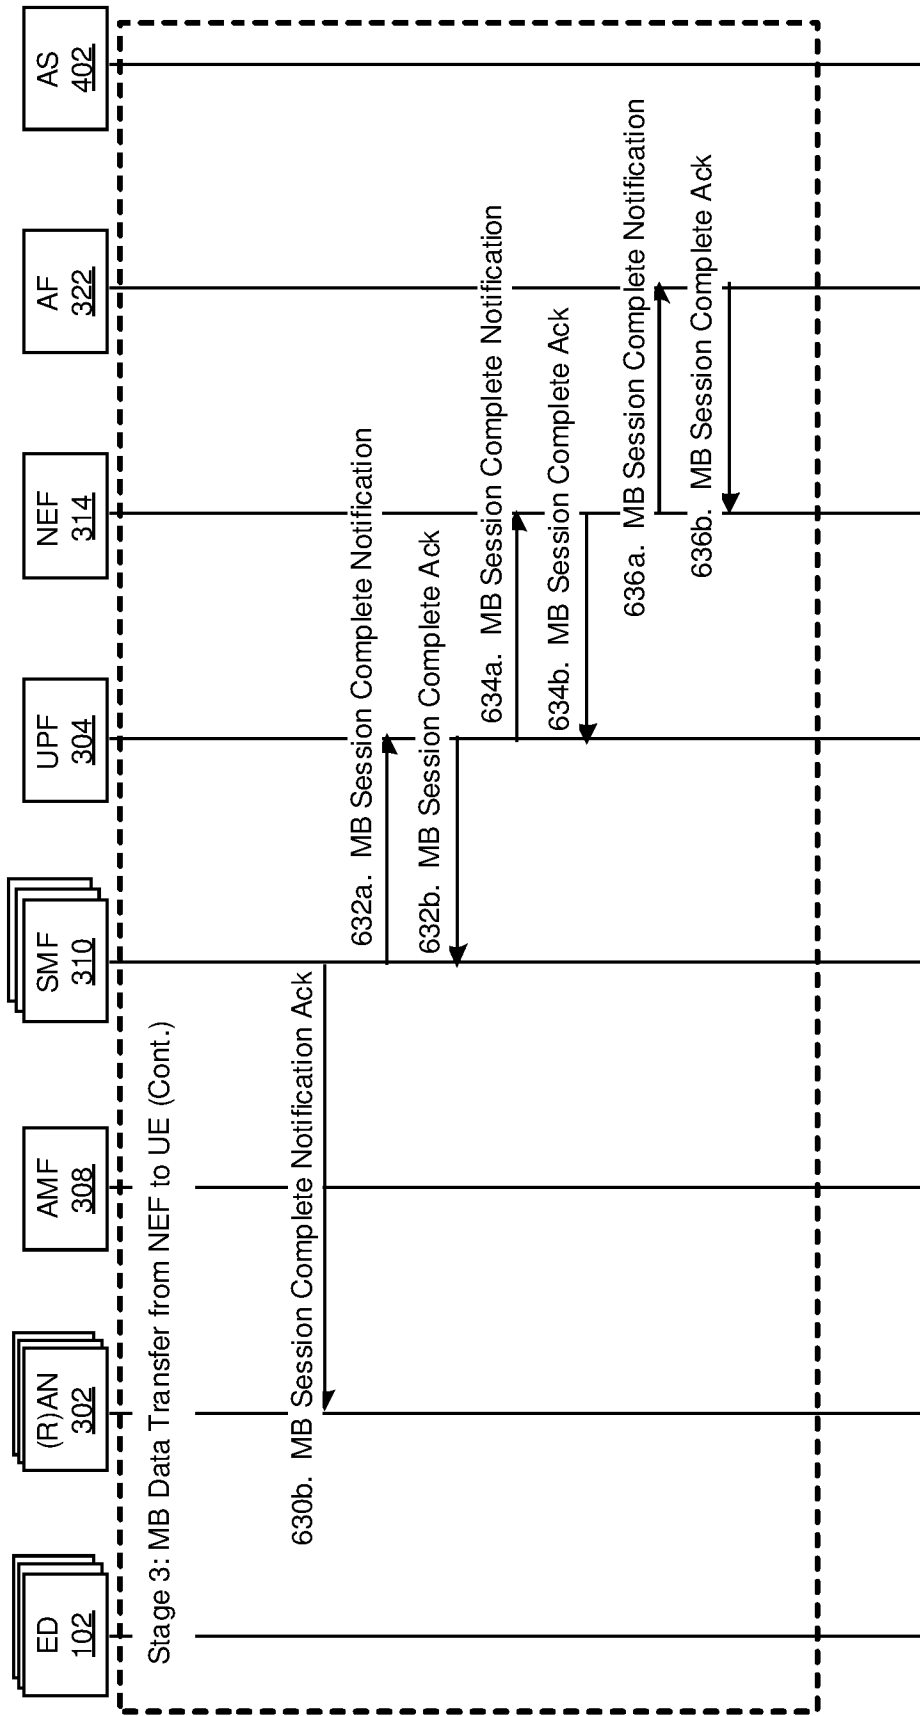 ED
102
(R)AN
302
AMF
308
SMF
310
UPF
304
NEF
314
AF
322
AS
402
Stage 3: MB Data Transfer from NEF to UE (Cont.)
630b. MB Session Complete Notification Ack
632a. MB Session Complete Notification
632b. MB Session Complete Ack
634a. MB Session Complete Notification
634b. MB Session Complete Ack
636a. MB Session Complete Notification
636b. MB Session Complete Ack